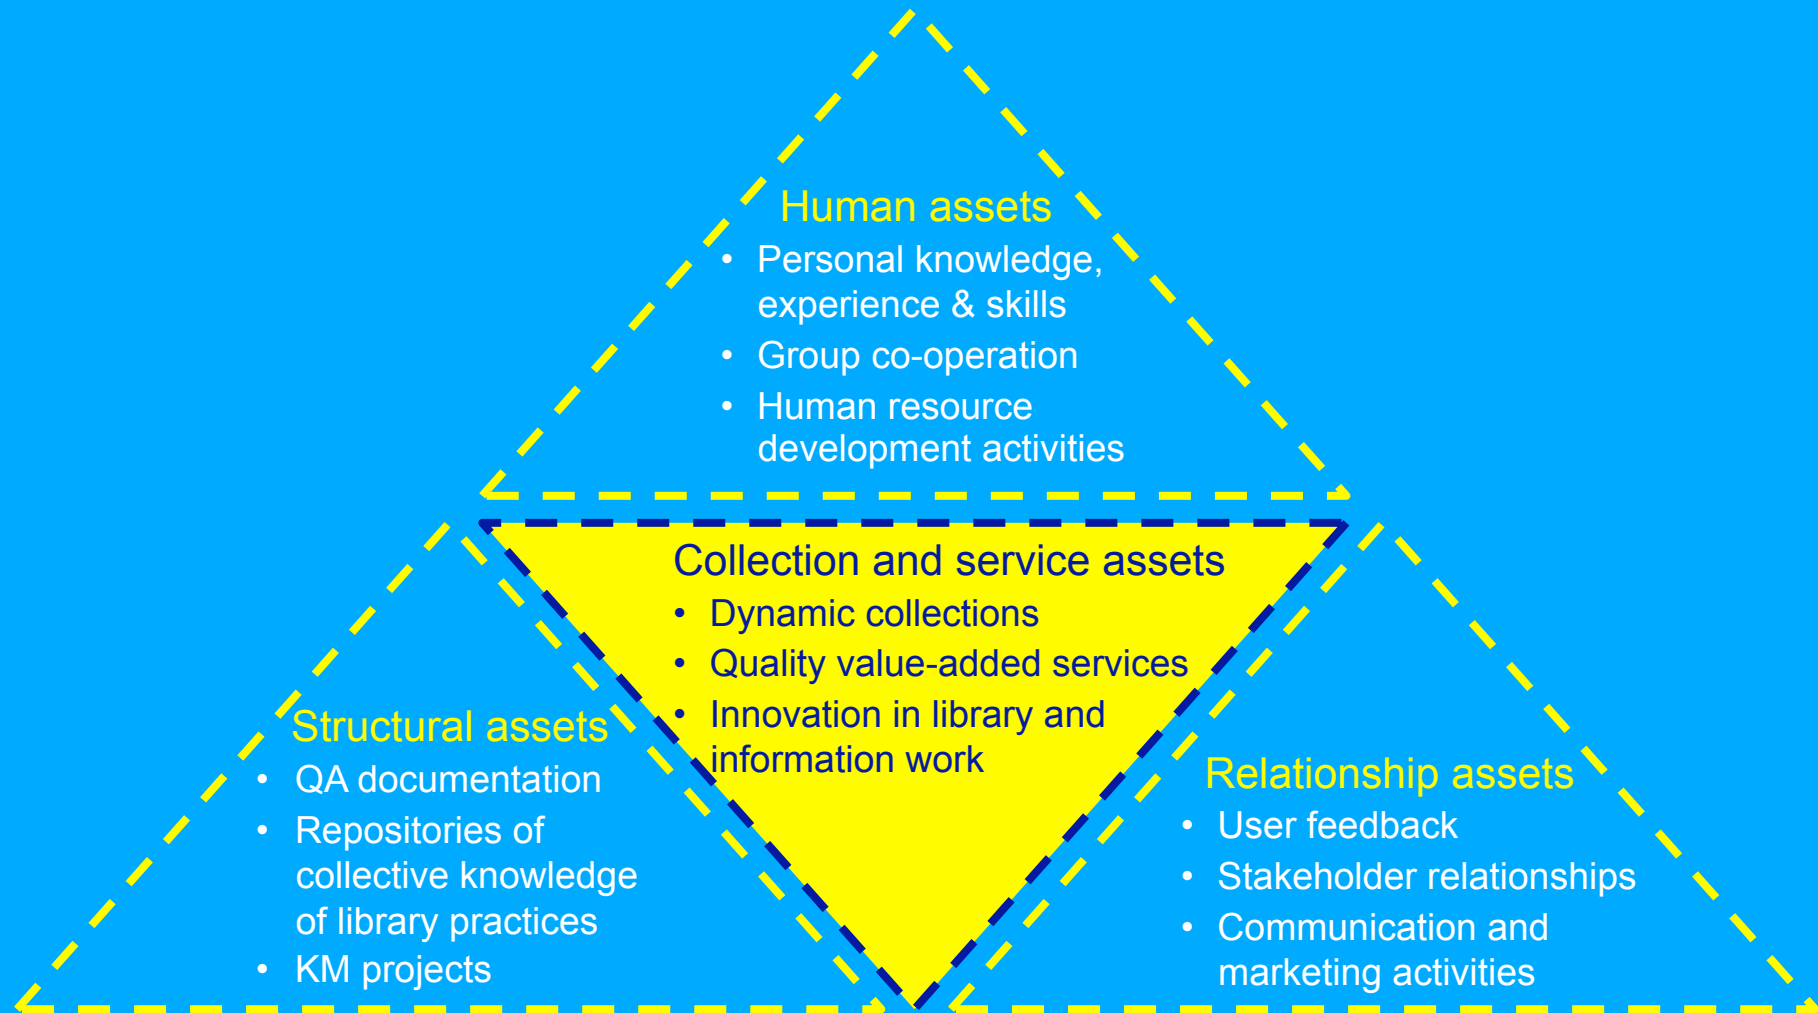 Human assets
• Personal knowledge,
experience & skills
• Group co-operation
• Human resource
development activities
Collection and service assets
• Dynamic collections
• Quality value-added services
• Innovation in library and
information work
Structural assets
• QA documentation
• Repositories of
collective knowledge
of library practices
• KM projects
Relationship assets
• User feedback
• Stakeholder relationships
• Communication and
marketing activities